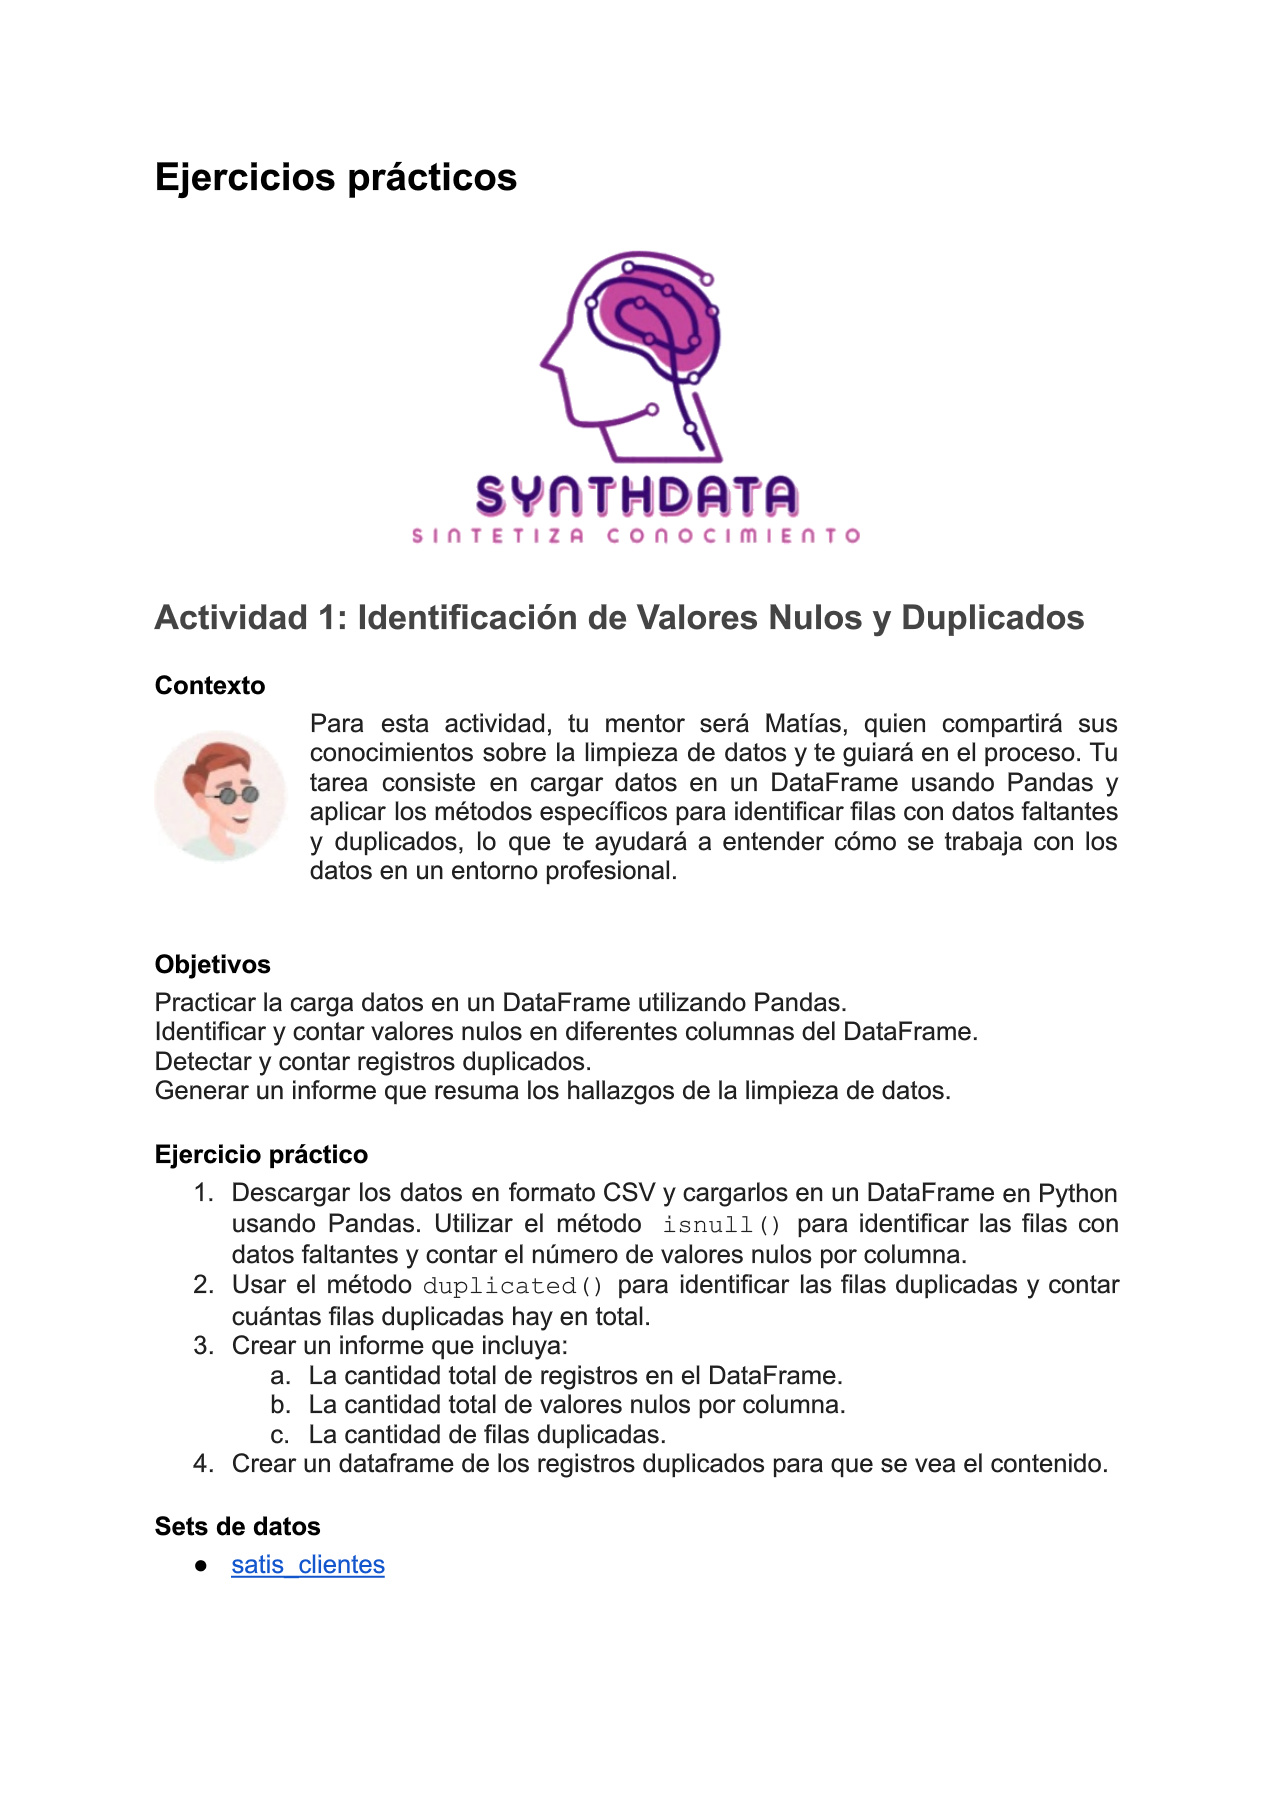 Ejercicios prácticos
SYNTHDATA
SINTETIZA CONOCIMIENTO
Actividad 1: Identificación de Valores Nulos y Duplicados
Contexto
Para esta actividad, tu mentor será Matías, quien compartirá sus
conocimientos sobre la limpieza de datos y te guiará en el proceso. Tu
tarea consiste en cargar datos en un DataFrame usando Pandas y
aplicar los métodos específicos para identificar filas con datos faltantes
y duplicados, lo que te ayudará a entender cómo se trabaja con los
datos en un entorno profesional.
Objetivos
Practicar la carga datos en un DataFrame utilizando Pandas.
Identificar y contar valores nulos en diferentes columnas del DataFrame.
Detectar y contar registros duplicados.
Generar un informe que resuma los hallazgos de la limpieza de datos.
Ejercicio práctico
1. Descargar los datos en formato CSV y cargarlos en un DataFrame en Python
usando Pandas. Utilizar el método isnull() para identificar las filas con
datos faltantes y contar el número de valores nulos por columna.
2. Usar el método duplicated() para identificar las filas duplicadas y contar
cuántas filas duplicadas hay en total.
3. Crear un informe que incluya:
a. La cantidad total de registros en el DataFrame.
b. La cantidad total de valores nulos por columna.
c. La cantidad de filas duplicadas.
4. Crear un dataframe de los registros duplicados para que se vea el contenido.
Sets de datos
● satis_clientes